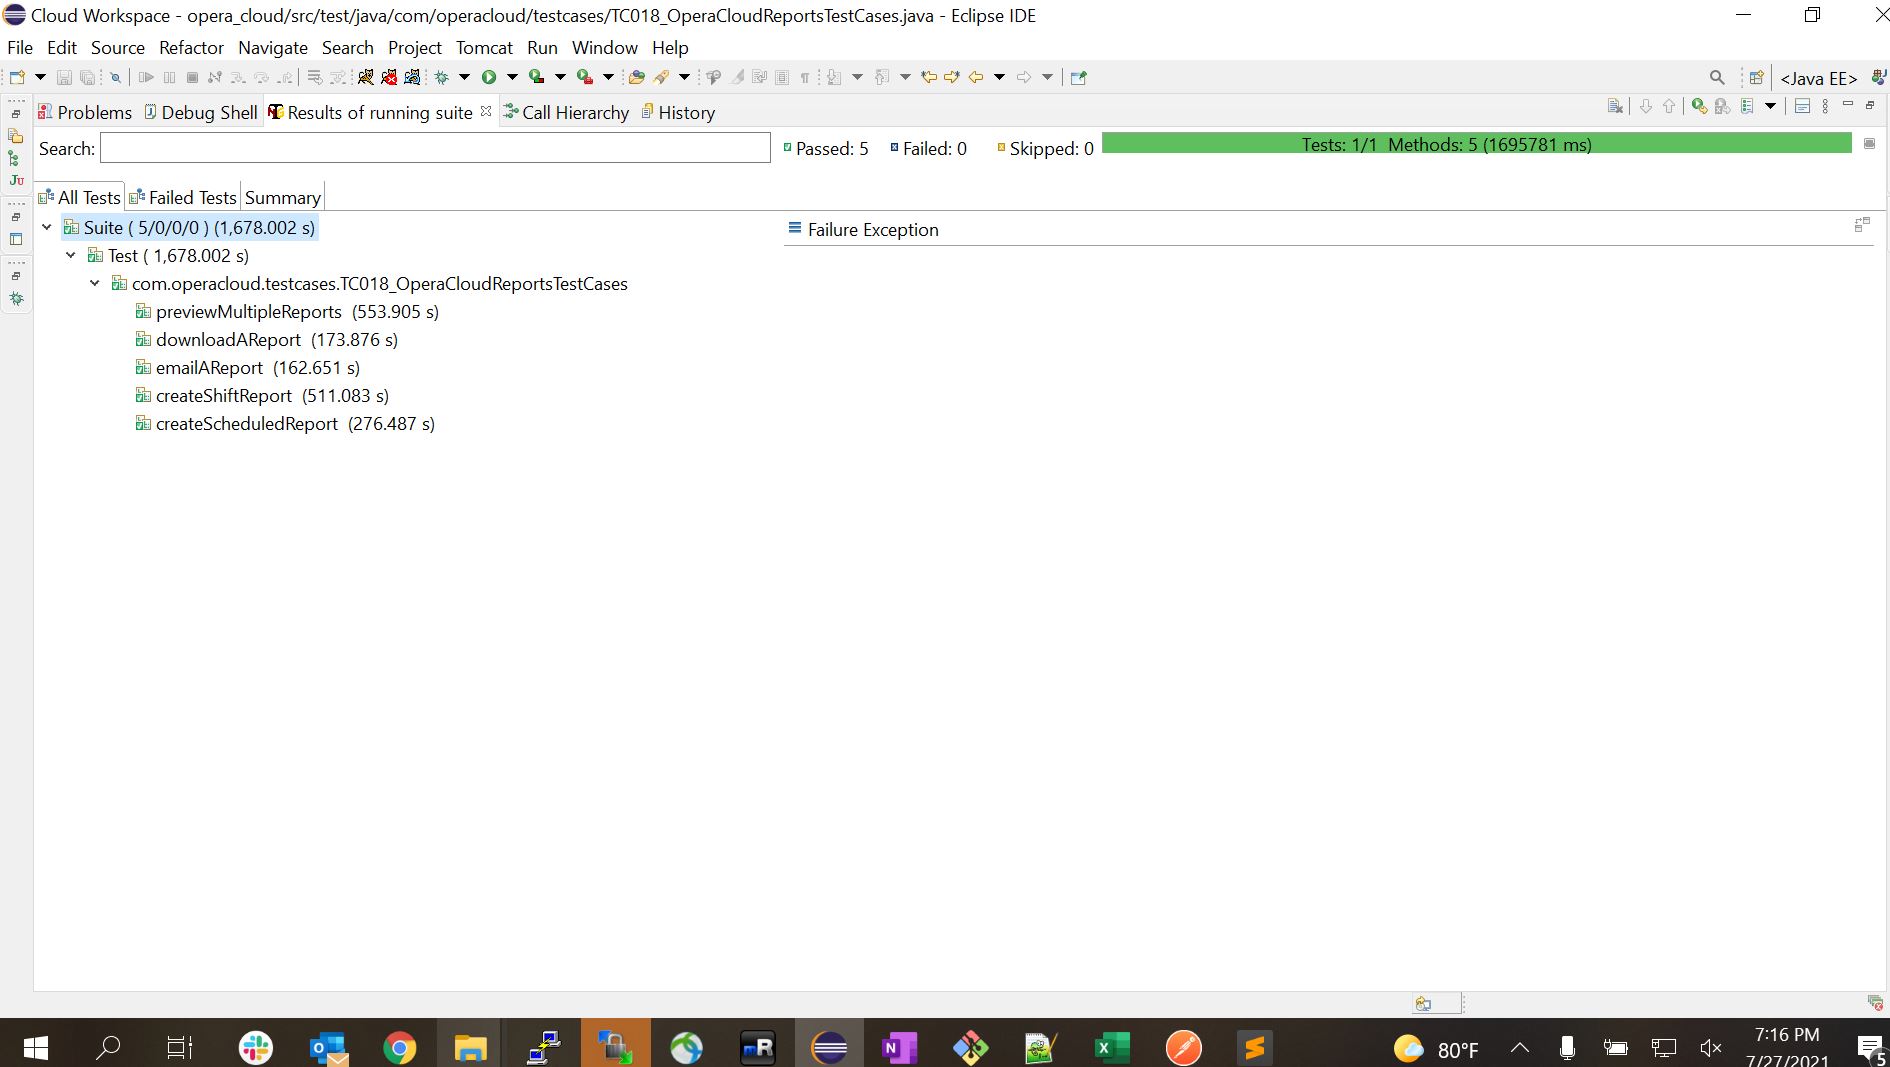 Cloud Workspace - opera_cloud/src/test/java/com/operacloud/testcases/TC018_OperaCloudReportsTestCases.java - Eclipse IDE
File Edit Source Refactor Navigate Search Project Tomcat Run Window Help
<Java EE>
Problems Debug Shell Results of running suite Call Hierarchy History
Search: Passed: 5 Failed: 0 Skipped: 0 Tests: 1/1 Methods: 5 (1695781 ms)
All Tests Failed Tests Summary
Suite ( 5/0/0/0 ) (1,678.002 s) Failure Exception
Test ( 1,678.002 s)
com.operacloud.testcases.TC018_OperaCloudReportsTestCases
previewMultipleReports (553.905 s)
downloadAReport (173.876 s)
emailAReport (162.651 s)
createShiftReport (511.083 s)
createScheduledReport (276.487 s)
80°F 7:16 PM
7/27/2021 5